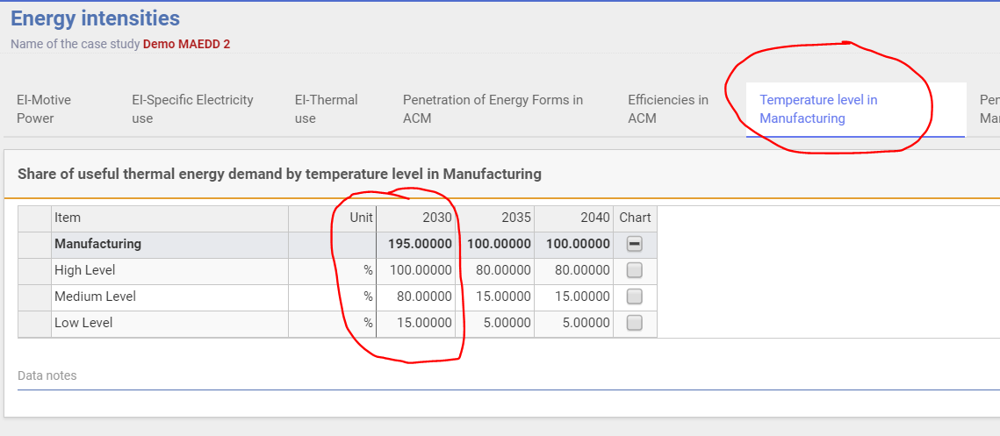 Energy intensities
Name of the case study Demo MAEDD 2
EI-Motive Power
EI-Specific Electricity use
EI-Thermal use
Penetration of Energy Forms in ACM
Efficiencies in ACM
Temperature level in Manufacturing
Share of useful thermal energy demand by temperature level in Manufacturing
Item Unit 2030 2035 2040 Chart
Manufacturing 195.00000 100.00000 100.00000
High Level % 100.00000 80.00000 80.00000
Medium Level % 80.00000 15.00000 15.00000
Low Level % 15.00000 5.00000 5.00000
Data notes